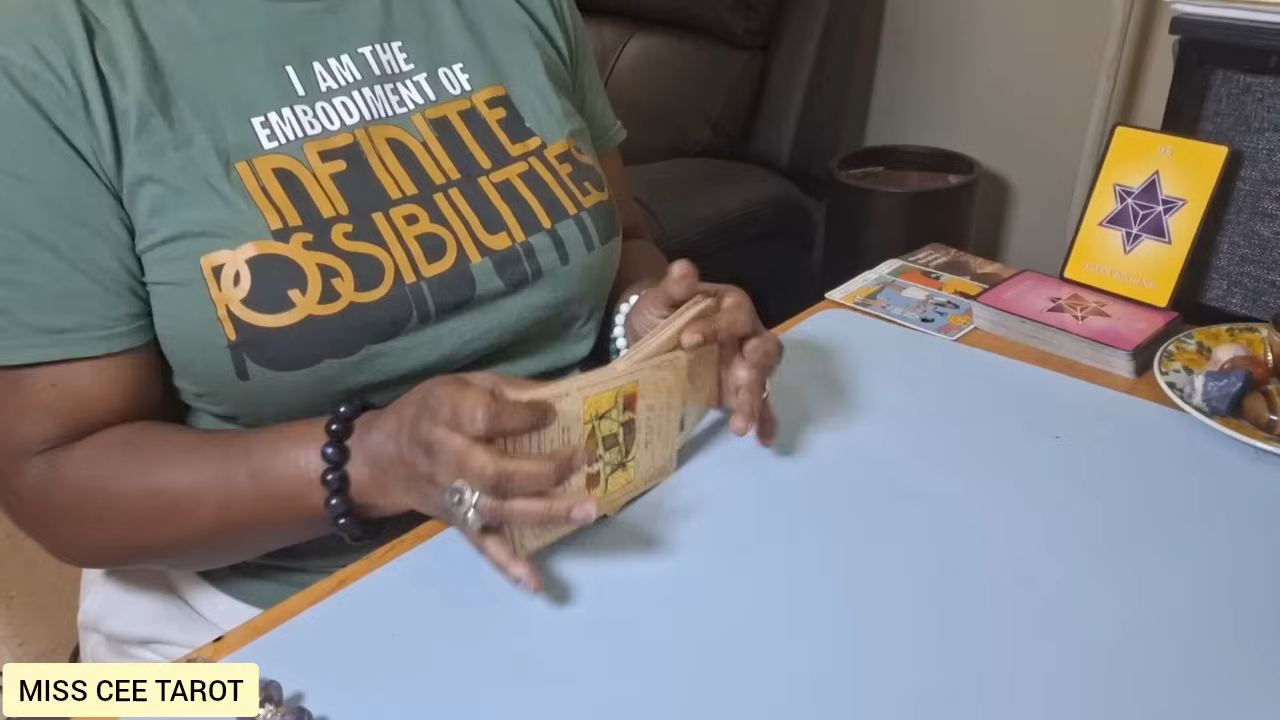 I AM THE
EMBODIMENT OF
INFINITE
POSSIBILITIES
MISS CEE TAROT